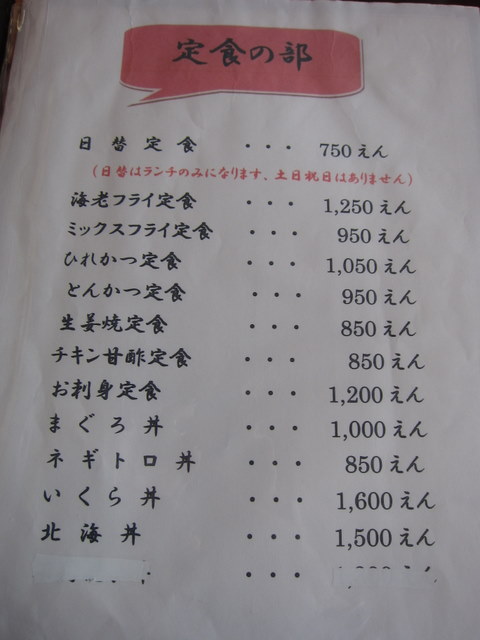 定食の部
日替定食 ・・・ 750えん
(日替はランチのみになります、土日祝日はありません)
海老フライ定食 ・・・ 1,250えん
ミックスフライ定食 ・・・ 950えん
ひれかつ定食 ・・・ 1,050えん
とんかつ定食 ・・・ 950えん
生姜焼定食 ・・・ 850えん
チキン甘酢定食 ・・・ 850えん
お刺身定食 ・・・ 1,200えん
まぐろ丼 ・・・ 1,000えん
ネギトロ丼 ・・・ 850えん
いくら丼 ・・・ 1,600えん
北海丼 ・・・ 1,500えん
・・・